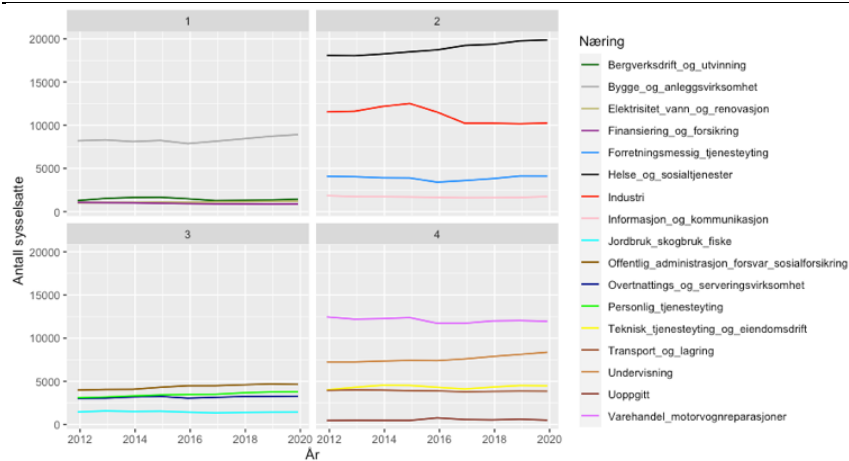 1
2
20000
15000
10000
5000
0
3
4
20000
15000
10000
5000
0
2012 2014 2016 2018 2020 2012 2014 2016 2018 2020
År
Antall sysselsatte
Næring
Bergverksdrift_og_utvinning
Bygge_og_anleggsvirksomhet
Elektrisitet_vann_og_renovasjon
Finansiering_og_forsikring
Forretningsmessig_tjenesteyting
Helse_og_sosialtjenester
Industri
Informasjon_og_kommunikasjon
Jordbruk_skogbruk_fiske
Offentlig_administrasjon_forsvar_sosialforsikring
Overtnattings_og_serveringsvirksomhet
Personlig_tjenesteyting
Teknisk_tjenesteyting_og_eiendomsdrift
Transport_og_lagring
Undervisning
Uoppgitt
Varehandel_motorvognreparasjoner